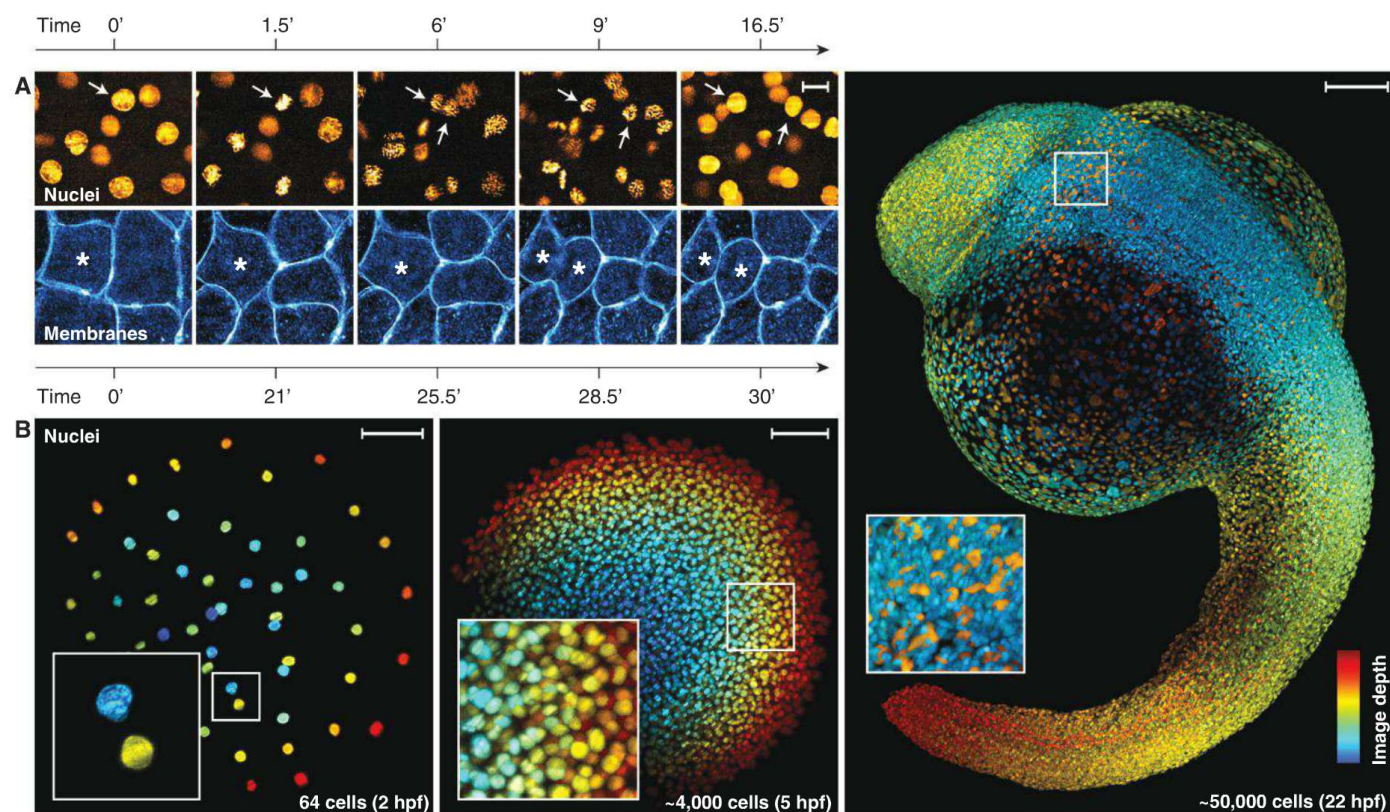 Time 0' 1.5' 6' 9' 16.5'
A
Nuclei
* * * * * * *
Membranes
Time 0' 21' 25.5' 28.5' 30'
B Nuclei
64 cells (2 hpf)
~4,000 cells (5 hpf)
Image depth
~50,000 cells (22 hpf)